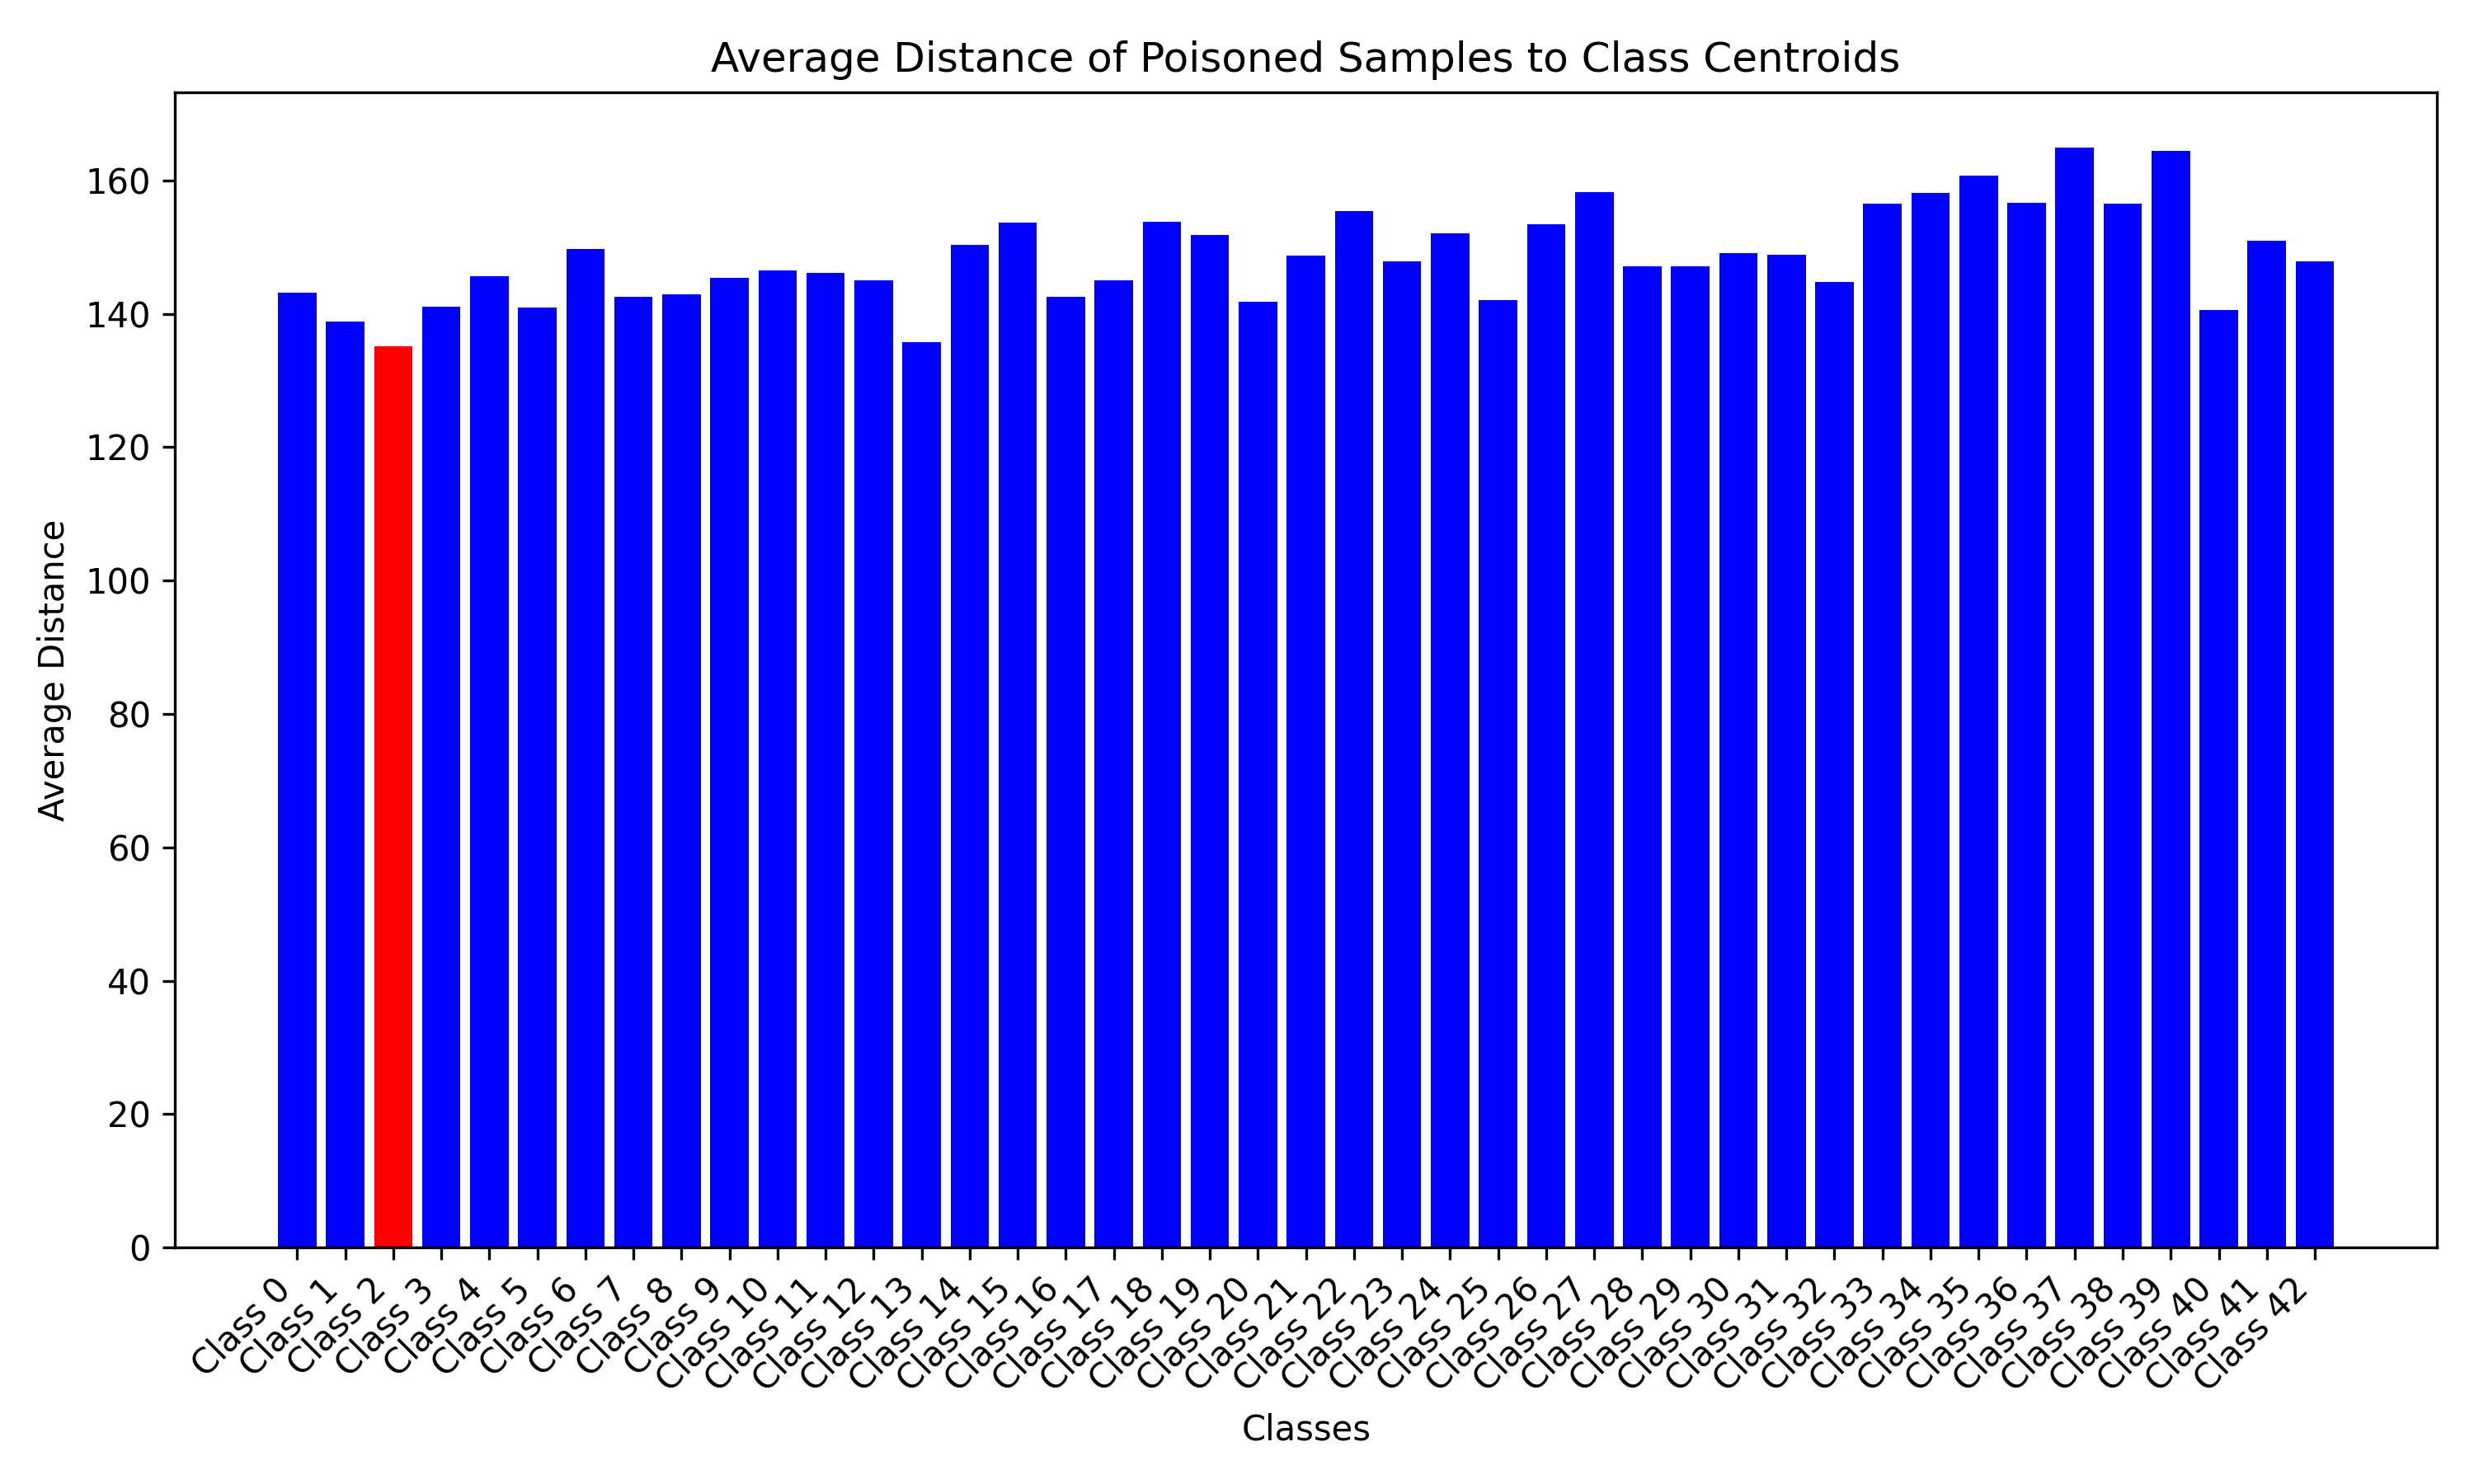 Average Distance of Poisoned Samples to Class Centroids
Average Distance
160
140
120
100
80
60
40
20
0
Class 0
Class 1
Class 2
Class 3
Class 4
Class 5
Class 6
Class 7
Class 8
Class 9
Class 10
Class 11
Class 12
Class 13
Class 14
Class 15
Class 16
Class 17
Class 18
Class 19
Class 20
Class 21
Class 22
Class 23
Class 24
Class 25
Class 26
Class 27
Class 28
Class 29
Class 30
Class 31
Class 32
Class 33
Class 34
Class 35
Class 36
Class 37
Class 38
Class 39
Class 40
Class 41
Class 42
Classes